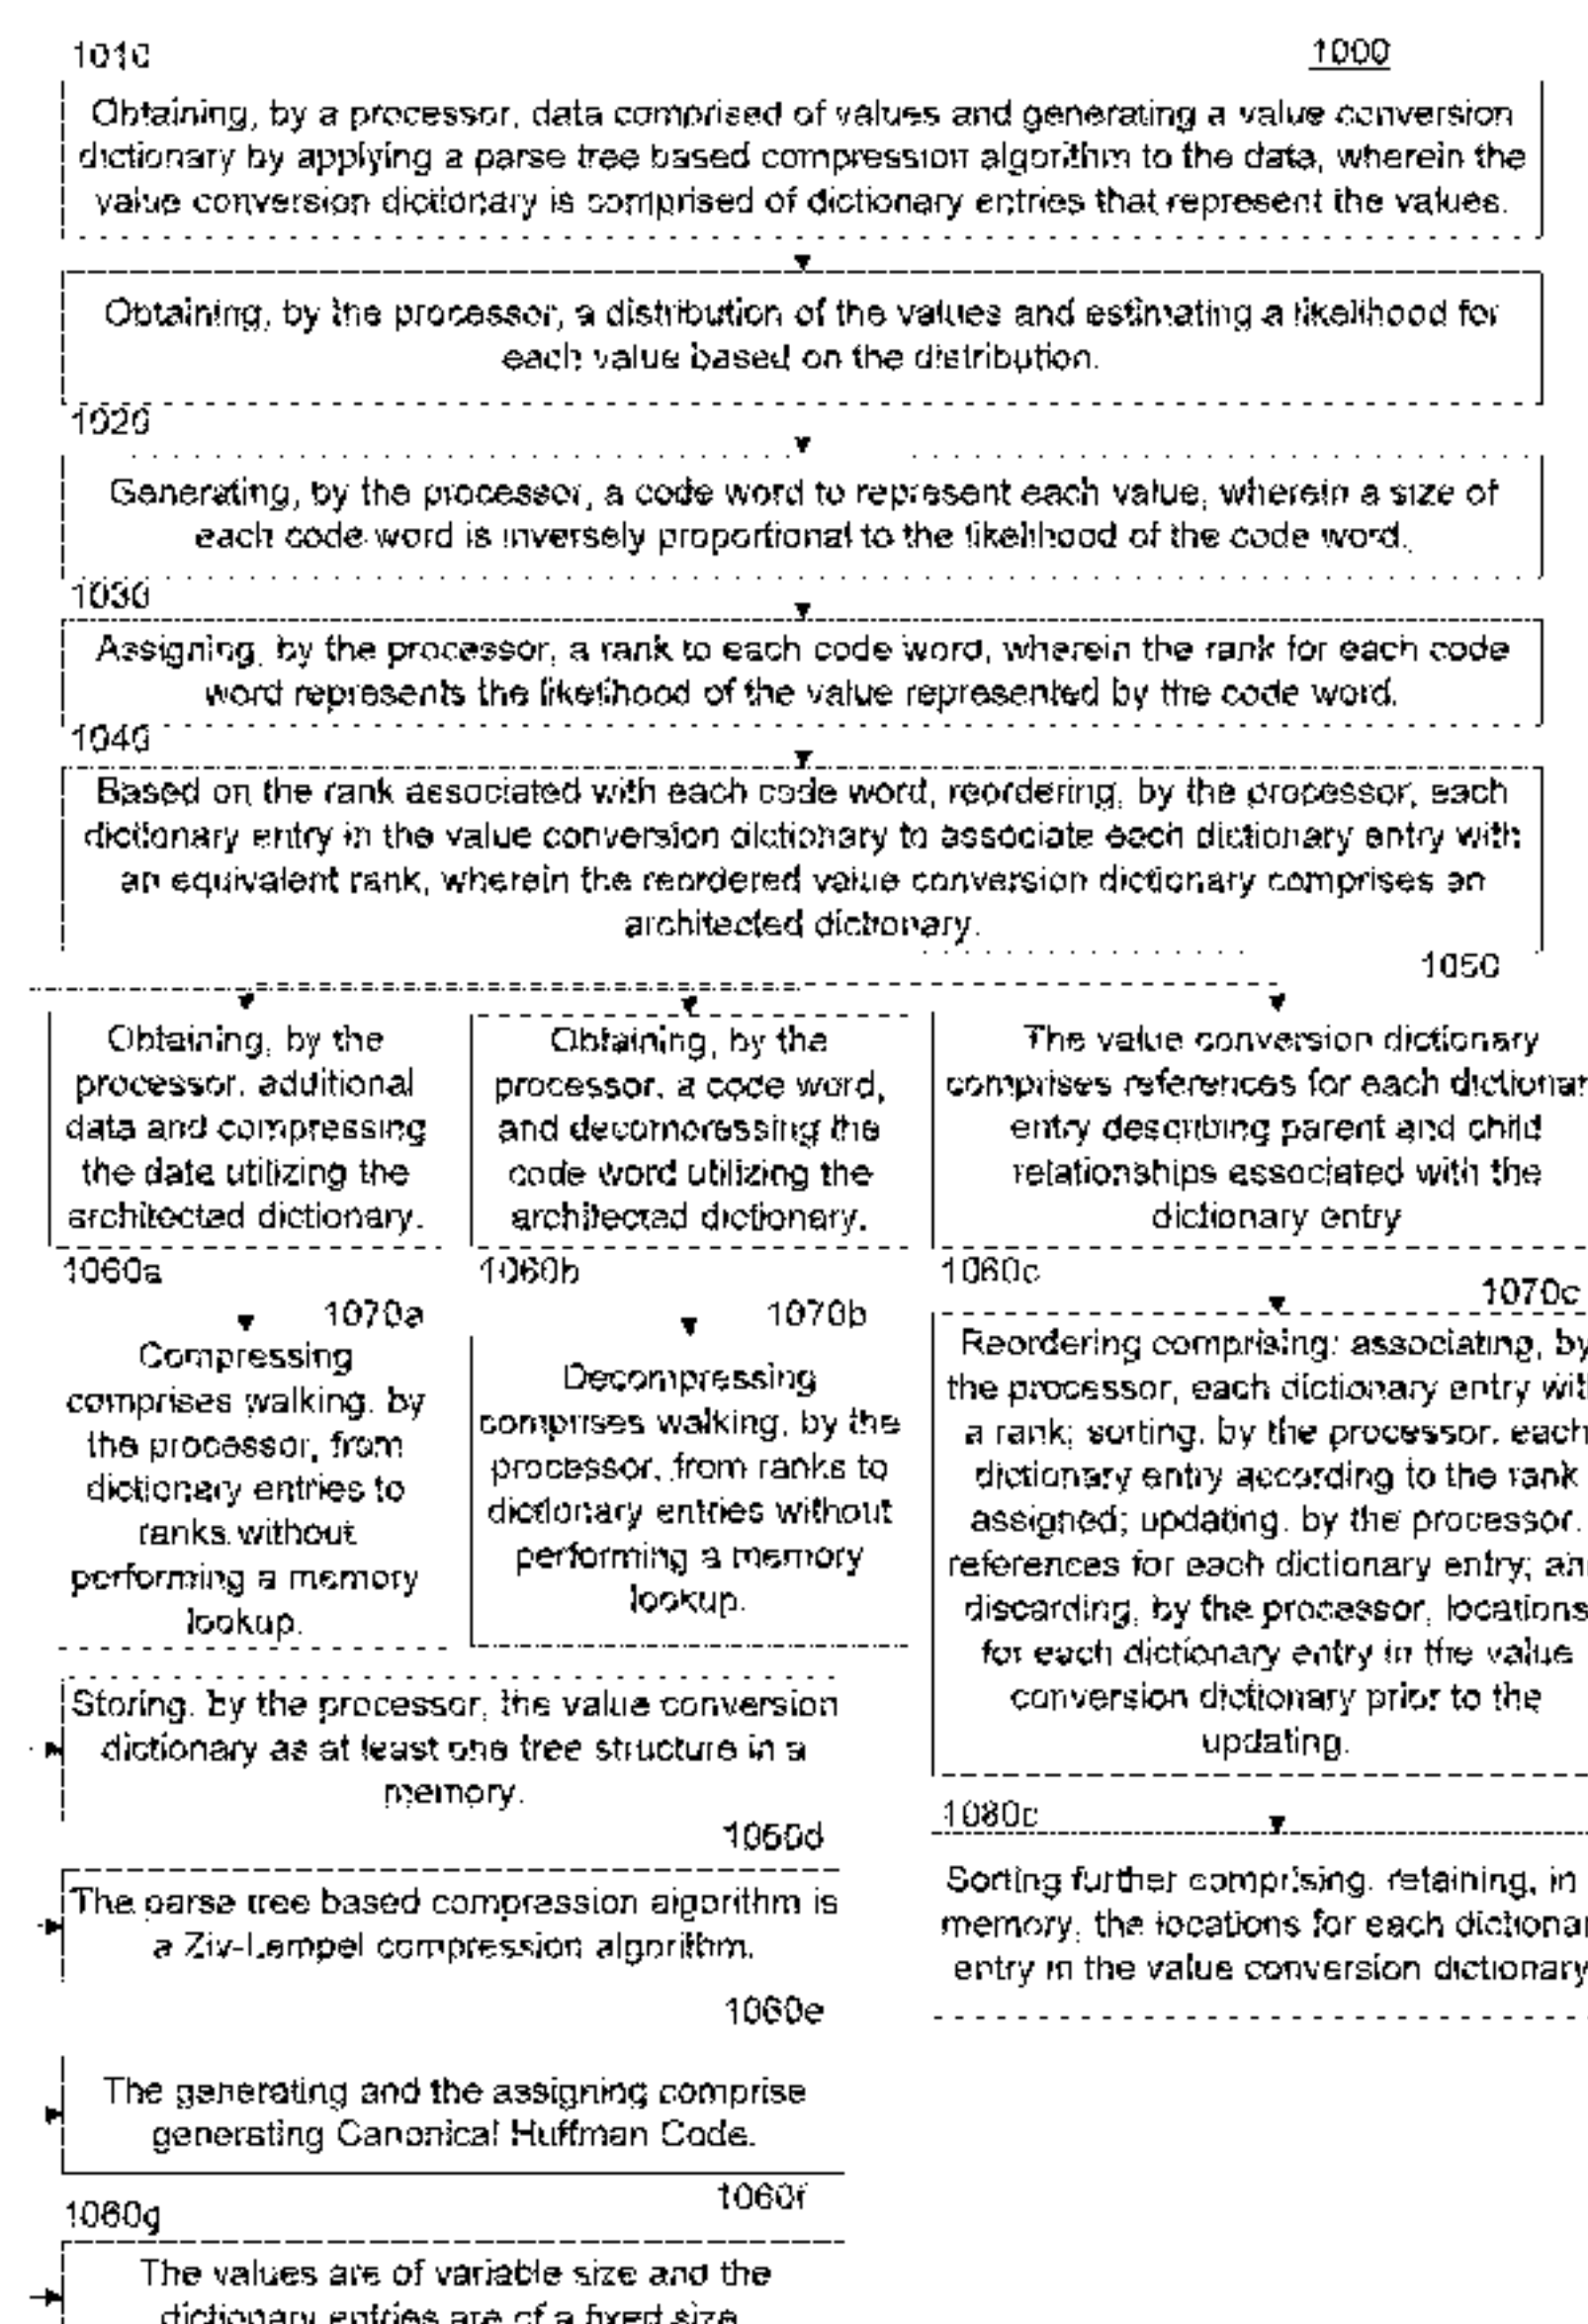 1010
1000
Obtaining, by a processor, data comprised of values and generating a value conversion
dictionary by applying a parse tree based compression algorithm to the data, wherein the
value conversion dictionary is comprised of dictionary entries that represent the values.
Obtaining, by the processor, a distribution of the values and estimating a likelihood for
each value based on the distribution.
1020
Generating, by the processor, a code word to represent each value, wherein a size of
each code word is inversely proportional to the likelihood of the code word.
1030
Assigning, by the processor, a rank to each code word, wherein the rank for each code
word represents the likelihood of the value represented by the code word.
1040
Based on the rank associated with each code word, reordering, by the processor, each
dictionary entry in the value conversion dictionary to associate each dictionary entry with
an equivalent rank, wherein the reordered value conversion dictionary comprises an
architected dictionary.
1050
Obtaining, by the
processor, additional
data and compressing
the date utilizing the
architected dictionary.
1060a
1070a
Compressing
comprises walking, by
the processor, from
dictionary entries to
ranks without
performing a memory
lookup.
Obtaining, by the
processor, a code word,
and decompressing the
code word utilizing the
architected dictionary.
1060b
1070b
Decompressing
comprises walking, by the
processor, from ranks to
dictionary entries without
performing a memory
lookup.
The value conversion dictionary
comprises references for each dictionar
entry describing parent and child
relationships associated with the
dictionary entry
1060c
1070c
Reordering comprising: associating, by
the processor, each dictionary entry wit
a rank; sorting, by the processor, each
dictionary entry according to the rank
assigned; updating, by the processor,
references for each dictionary entry; an
discarding, by the processor, locations
for each dictionary entry in the value
conversion dictionary prior to the
updating.
1080c
Sorting further comprising, retaining, in
memory, the locations for each dictionar
entry in the value conversion dictionary
Storing, by the processor, the value conversion
dictionary as at least one tree structure in a
memory.
1060d
The parse tree based compression algorithm is
a Ziv-Lempel compression algorithm.
1060e
The generating and the assigning comprise
generating Canonical Huffman Code.
1060f
1060g
The values are of variable size and the
dictionary entries are of a fixed size